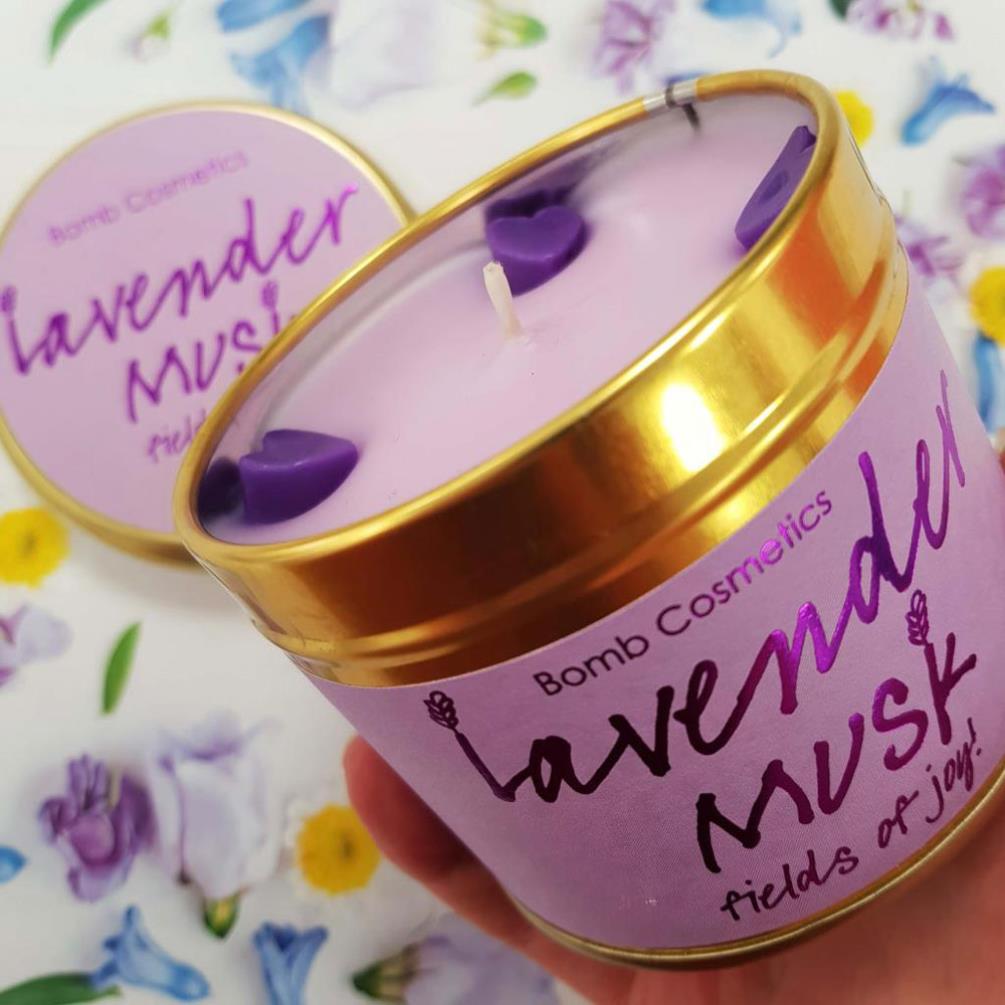 Bomb Cosmetics
lavender
MUSK
Bomb Cosmetics
lavender
MUSK
fields of joy!